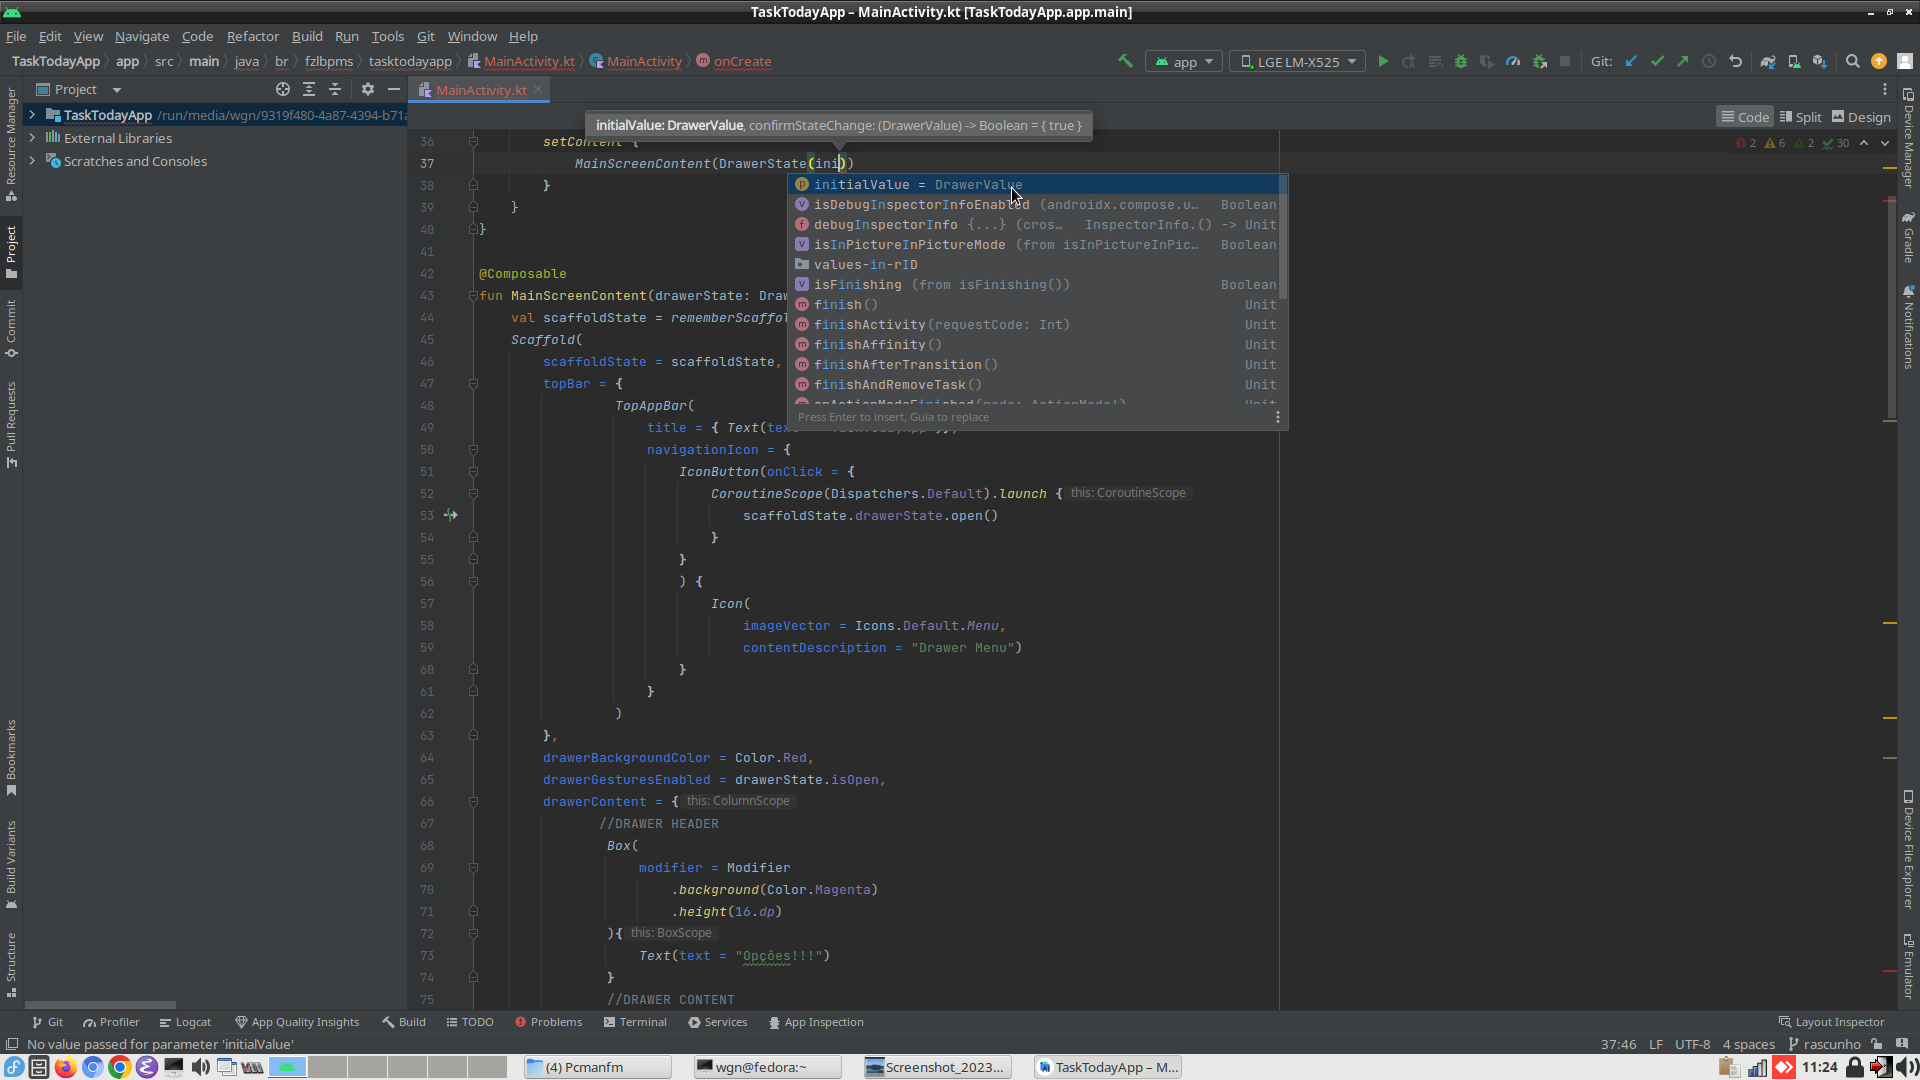 TaskTodayApp – MainActivity.kt [TaskTodayApp.app.main]
File Edit View Navigate Code Refactor Build Run Tools Git Window Help
TaskTodayApp app src main java br fzlbpms tasktodayapp MainActivity.kt MainActivity onCreate app LGE LM-X525 Git:
Project MainActivity.kt
TaskTodayApp /run/media/wgn/9319f480-4a87-4394-b71
External Libraries
Scratches and Consoles
Code Split Design
initialValue: DrawerValue, confirmStateChange: (DrawerValue) -> Boolean = { true }
2 6 2 30
36 setContent {
37 MainScreenContent(DrawerState(ini))
38 }
39 }
40 }
41
42 @Composable
43 fun MainScreenContent(drawerState: Draw
44 val scaffoldState = rememberScaffol
45 Scaffold(
46 scaffoldState = scaffoldState,
47 topBar = {
48 TopAppBar(
49 title = { Text(tex
50 navigationIcon = {
51 IconButton(onClick = {
52 CoroutineScope(Dispatchers.Default).launch { this: CoroutineScope
53 scaffoldState.drawerState.open()
54 }
55 }
56 ) {
57 Icon(
58 imageVector = Icons.Default.Menu,
59 contentDescription = "Drawer Menu")
60 }
61 }
62 )
63 },
64 drawerBackgroundColor = Color.Red,
65 drawerGesturesEnabled = drawerState.isOpen,
66 drawerContent = { this: ColumnScope
67 //DRAWER HEADER
68 Box(
69 modifier = Modifier
70 .background(Color.Magenta)
71 .height(16.dp)
72 ){ this: BoxScope
73 Text(text = "Opções!!!")
74 }
75 //DRAWER CONTENT
initialValue = DrawerValue
isDebugInspectorInfoEnabled (androidx.compose.u... Boolean
debugInspectorInfo {...} (cros... InspectorInfo.() -> Unit
isInPictureInPictureMode (from isInPictureInPic... Boolean
values-in-rID
isFinishing (from isFinishing()) Boolean
finish() Unit
finishActivity(requestCode: Int) Unit
finishAffinity() Unit
finishAfterTransition() Unit
finishAndRemoveTask() Unit
onActionModeFinished(mode: ActionMode!) Unit
Press Enter to insert, Guia to replace
Resource Manager
Project
Commit
Pull Requests
Bookmarks
Build Variants
Structure
Device Manager
Gradle
Notifications
Device File Explorer
Emulator
Git Profiler Logcat App Quality Insights Build TODO Problems Terminal Services App Inspection Layout Inspector
No value passed for parameter 'initialValue' 37:46 LF UTF-8 4 spaces rascunho
(4) Pcmanfm wgn@fedora:~ Screenshot_2023... TaskTodayApp – M... 11:24